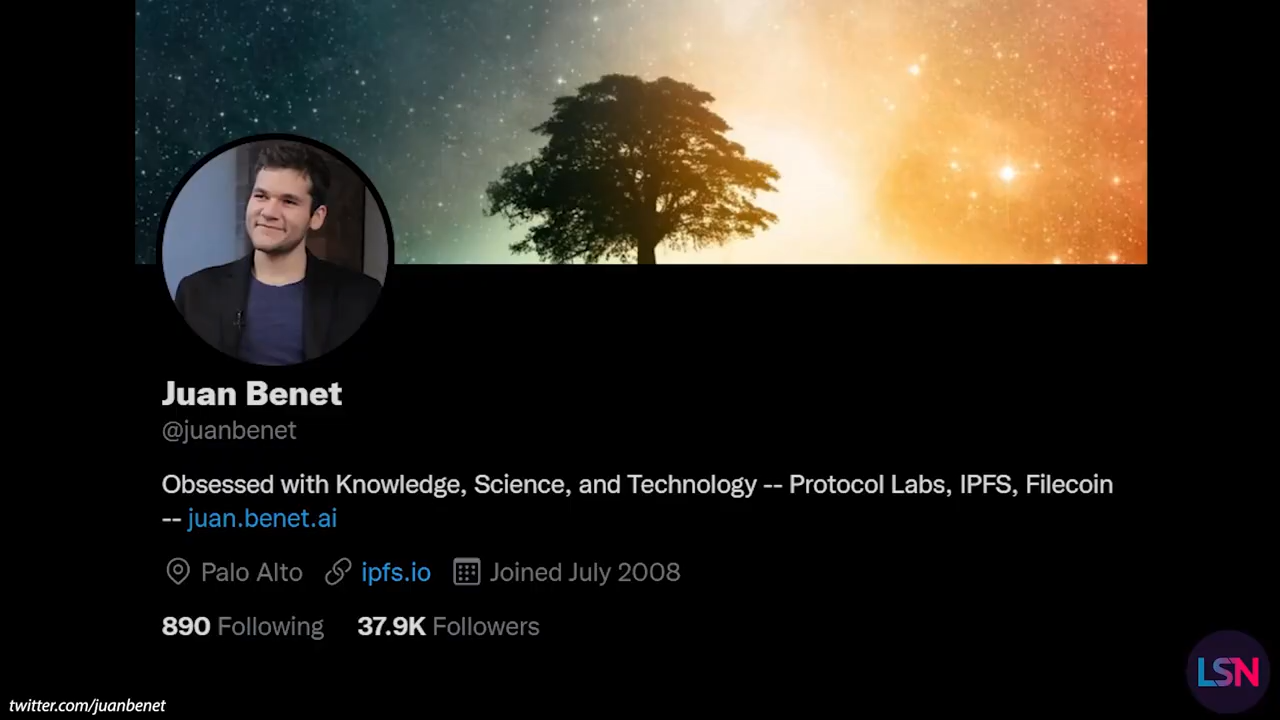 Juan Benet
@juanbenet
Obsessed with Knowledge, Science, and Technology -- Protocol Labs, IPFS, Filecoin
-- juan.benet.ai
Palo Alto ipfs.io Joined July 2008
890 Following 37.9K Followers
LSN
twitter.com/juanbenet